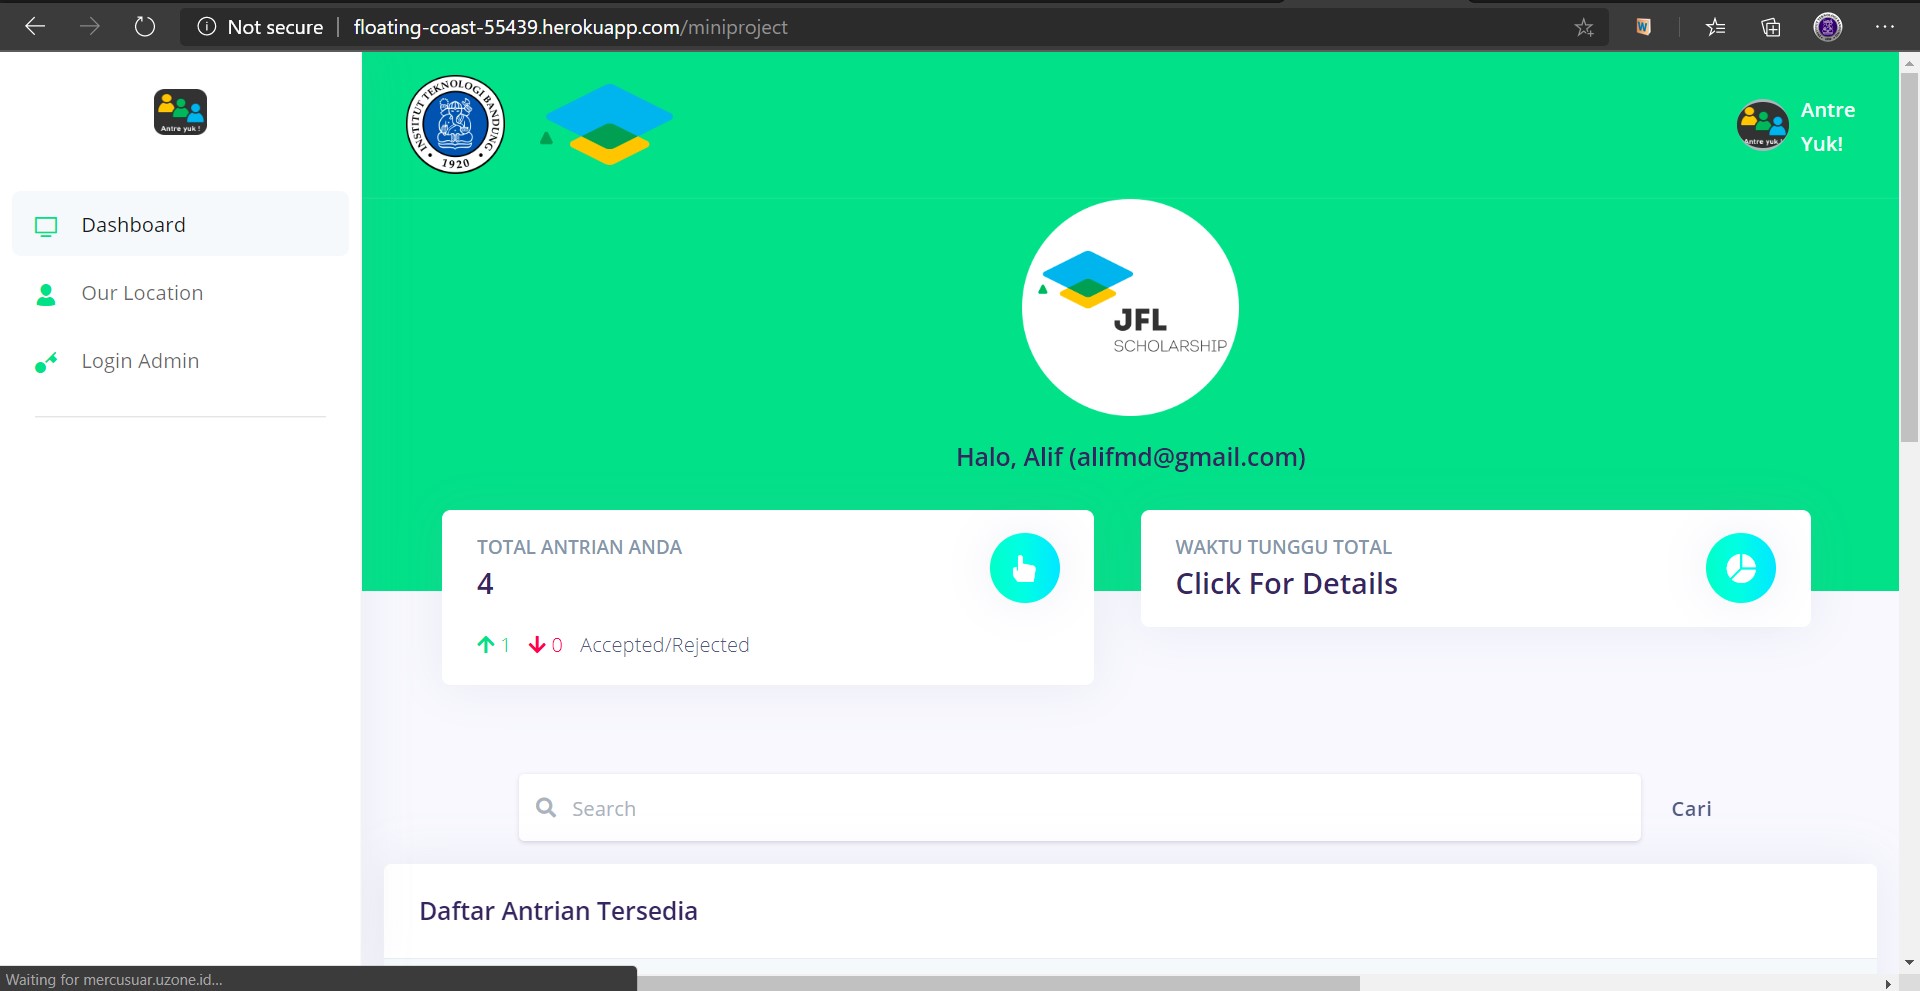 Not secure | floating-coast-55439.herokuapp.com/miniproject
Antre yuk !
Dashboard
Our Location
Login Admin
INSTITUT TEKNOLOGI BANDUNG
1920
Antre yuk
Antre
Yuk!
JFL
SCHOLARSHIP
Halo, Alif (alifmd@gmail.com)
TOTAL ANTRIAN ANDA
4
1 0 Accepted/Rejected
WAKTU TUNGGU TOTAL
Click For Details
Search
Cari
Daftar Antrian Tersedia
Waiting for mercusuar.uzone.id...